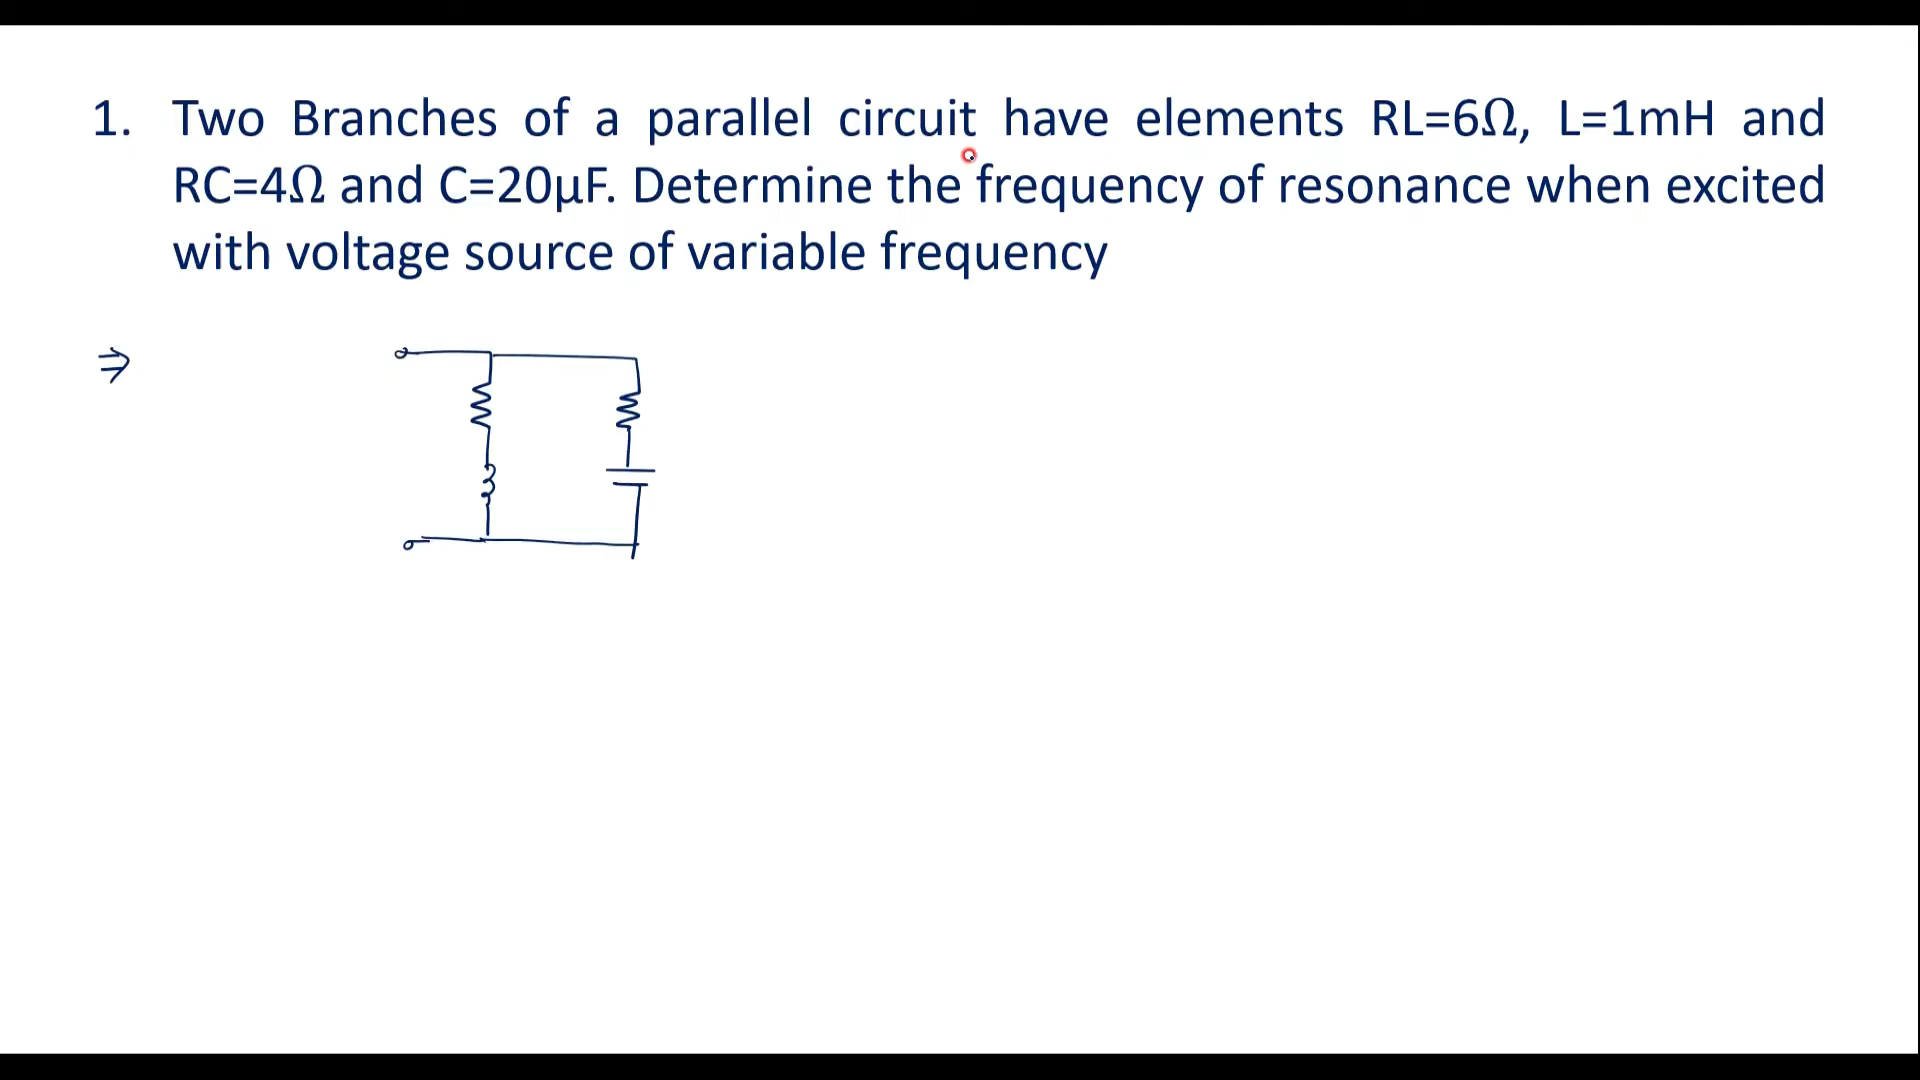 1. Two Branches of a parallel circuit have elements RL=6Ω, L=1mH and
RC=4Ω and C=20μF. Determine the frequency of resonance when excited
with voltage source of variable frequency
⇒